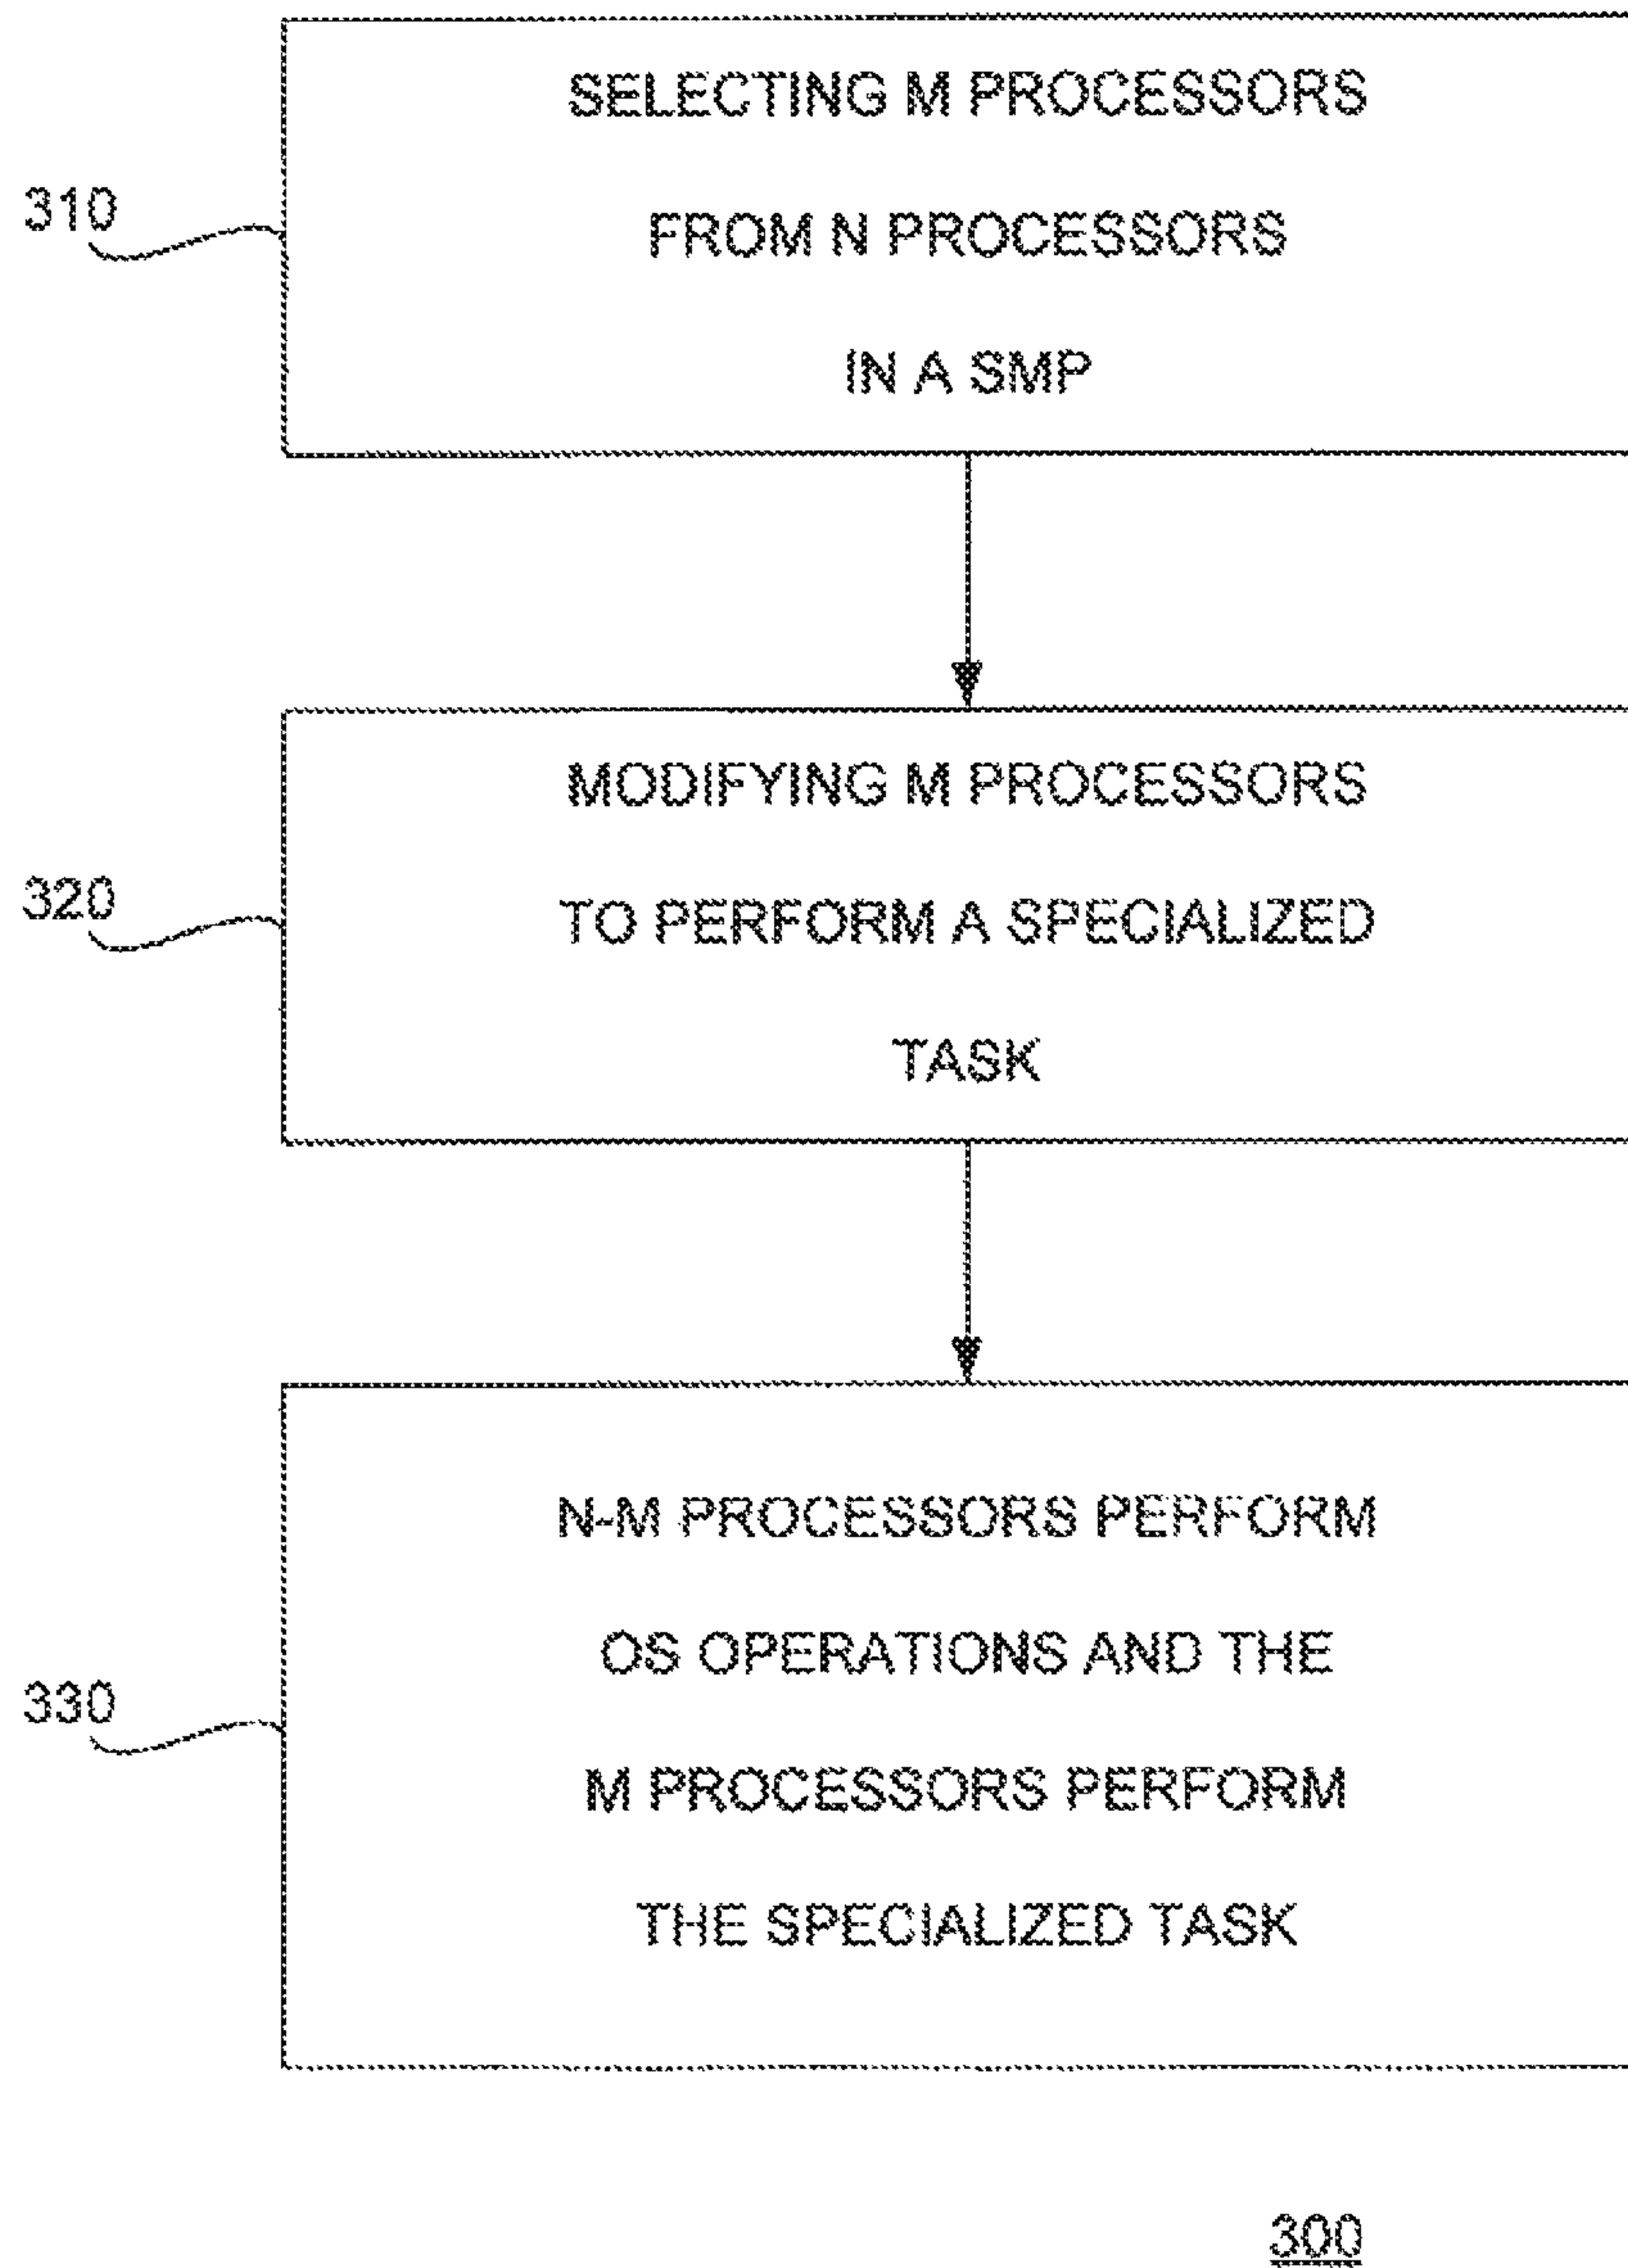 SELECTING M PROCESSORS
FROM N PROCESSORS
IN A SMP
310
MODIFYING M PROCESSORS
TO PERFORM A SPECIALIZED
TASK
320
N-M PROCESSORS PERFORM
OS OPERATIONS AND THE
M PROCESSORS PERFORM
THE SPECIALIZED TASK
330
300